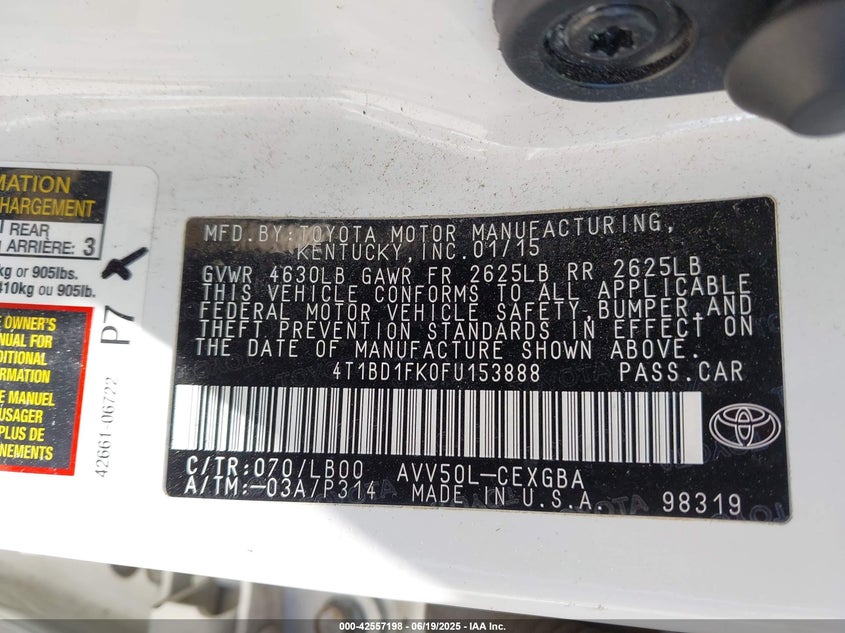 MATION
CHARGEMENT
REAR
ARRIÈRE: 3
kg or 905lbs.
410kg ou 905lb.
OWNER'S
NUAL FOR
DITIONAL
RMATION
E MANUEL
USAGER
PLUS DE
NEMENTS
42661-06722
P7
MFD.BY:TOYOTA MOTOR MANUFACTURING,
KENTUCKY,INC.01/15
GVWR 4630LB GAWR FR 2625LB RR 2625LB
THIS VEHICLE CONFORMS TO ALL APPLICABLE
FEDERAL MOTOR VEHICLE SAFETY,BUMPER,AND
THEFT PREVENTION STANDARDS IN EFFECT ON
THE DATE OF MANUFACTURE SHOWN ABOVE.
4T1BD1FK0FU153888 PASS.CAR
C/TR:070/LB00 AVV50L-CEXGBA
A/TM:-03A/P314 MADE IN U.S.A. 98319
000-42557198 - 06/19/2025 - IAA Inc.